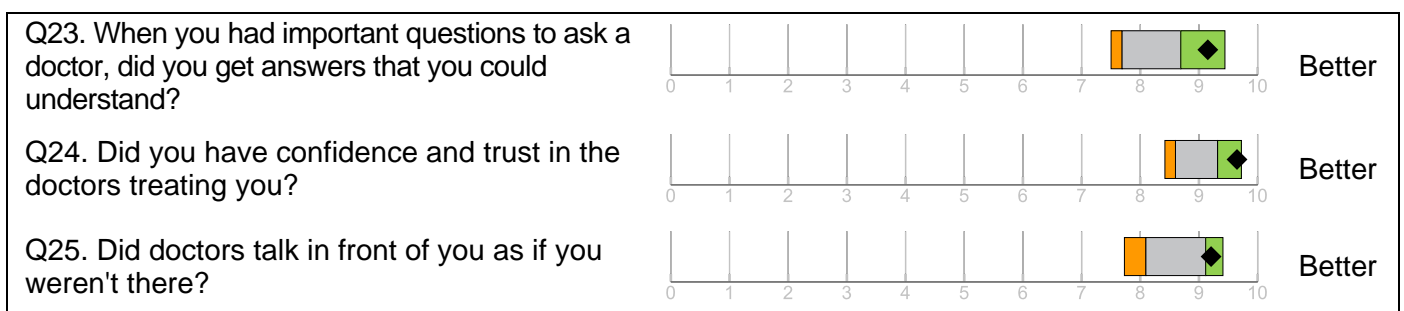 Q23. When you had important questions to ask a
doctor, did you get answers that you could
understand?
0 1 2 3 4 5 6 7 8 9 10
Better
Q24. Did you have confidence and trust in the
doctors treating you?
0 1 2 3 4 5 6 7 8 9 10
Better
Q25. Did doctors talk in front of you as if you
weren't there?
0 1 2 3 4 5 6 7 8 9 10
Better